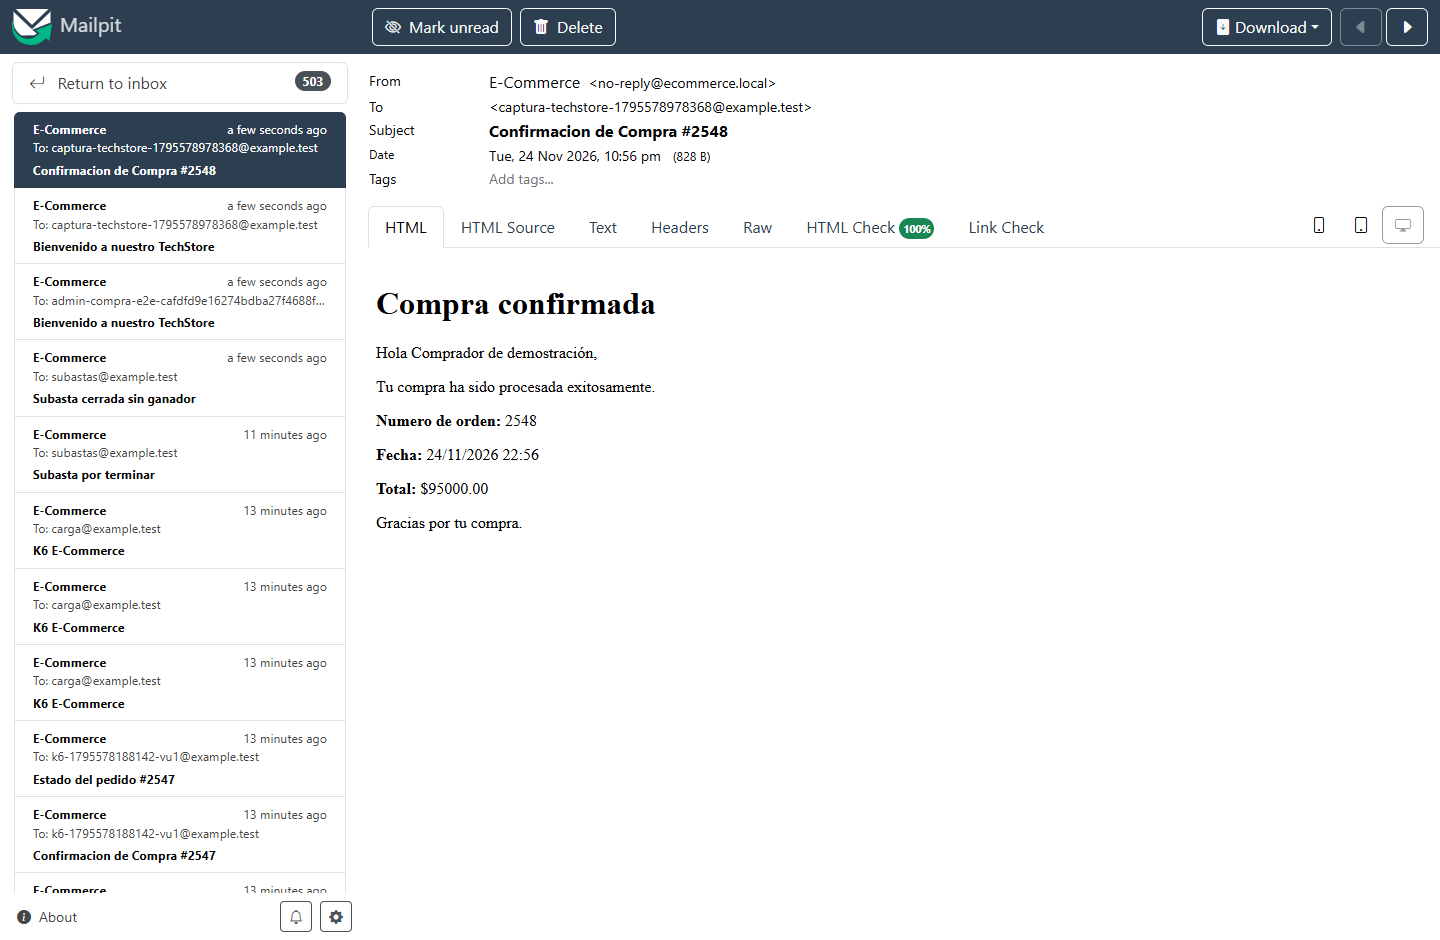 Mailpit
Mark unread
Delete
Download
Return to inbox
503
E-Commerce a few seconds ago
To: captura-techstore-1795578978368@example.test
Confirmacion de Compra #2548
E-Commerce a few seconds ago
To: captura-techstore-1795578978368@example.test
Bienvenido a nuestro TechStore
E-Commerce a few seconds ago
To: admin-compra-e2e-cafdfd9e16274bdba27f4688f...
Bienvenido a nuestro TechStore
E-Commerce a few seconds ago
To: subastas@example.test
Subasta cerrada sin ganador
E-Commerce 11 minutes ago
To: subastas@example.test
Subasta por terminar
E-Commerce 13 minutes ago
To: carga@example.test
K6 E-Commerce
E-Commerce 13 minutes ago
To: carga@example.test
K6 E-Commerce
E-Commerce 13 minutes ago
To: carga@example.test
K6 E-Commerce
E-Commerce 13 minutes ago
To: k6-1795578188142-vu1@example.test
Estado del pedido #2547
E-Commerce 13 minutes ago
To: k6-1795578188142-vu1@example.test
Confirmacion de Compra #2547
E-Commerce 13 minutes ago
About
From E-Commerce <no-reply@ecommerce.local>
To <captura-techstore-1795578978368@example.test>
Subject Confirmacion de Compra #2548
Date Tue, 24 Nov 2026, 10:56 pm (828 B)
Tags Add tags...
HTML HTML Source Text Headers Raw HTML Check 100% Link Check
Compra confirmada
Hola Comprador de demostración,
Tu compra ha sido procesada exitosamente.
Numero de orden: 2548
Fecha: 24/11/2026 22:56
Total: $95000.00
Gracias por tu compra.